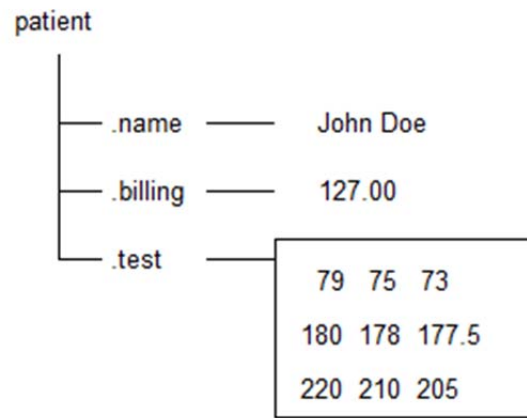 patient
.name John Doe
.billing 127.00
.test
79 75 73
180 178 177.5
220 210 205